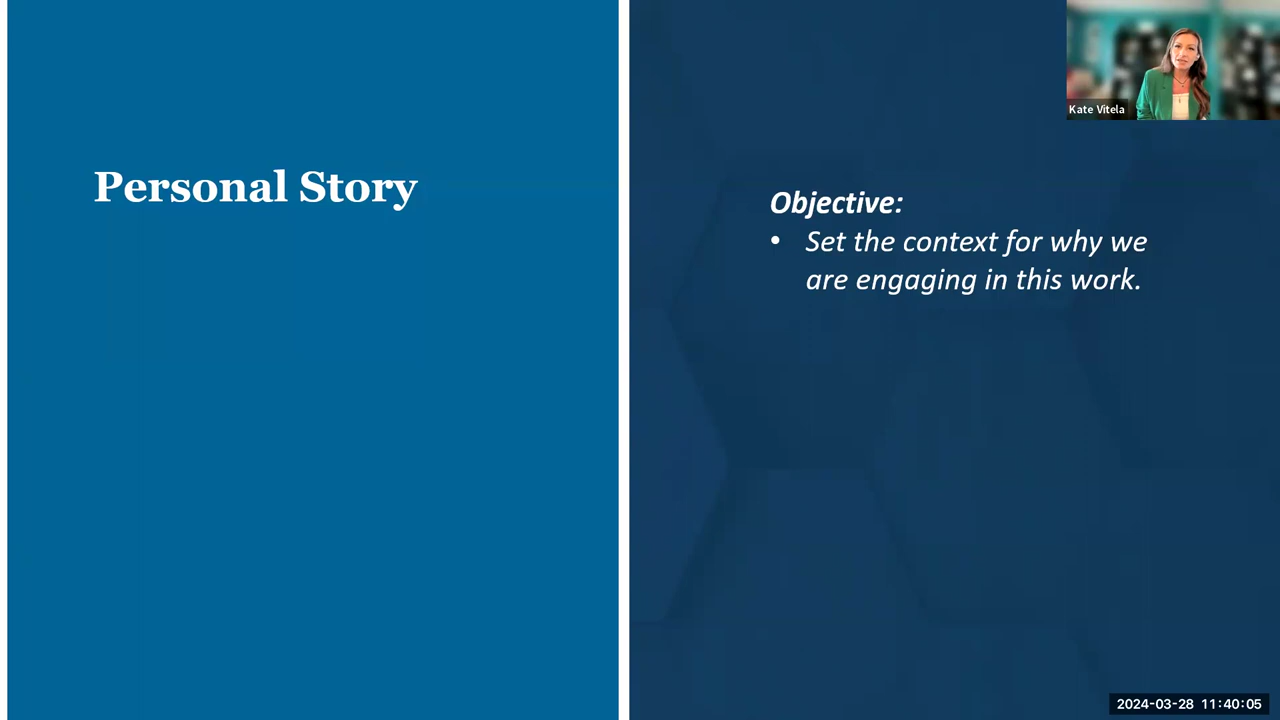 Kate Vitela
Personal Story
Objective:
• Set the context for why we
are engaging in this work.
2024-03-28 11:40:05